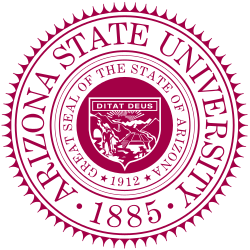 ARIZONA STATE UNIVERSITY
· 1885 ·
GREAT SEAL OF THE STATE OF ARIZONA
★ 1912 ★
DITAT DEUS